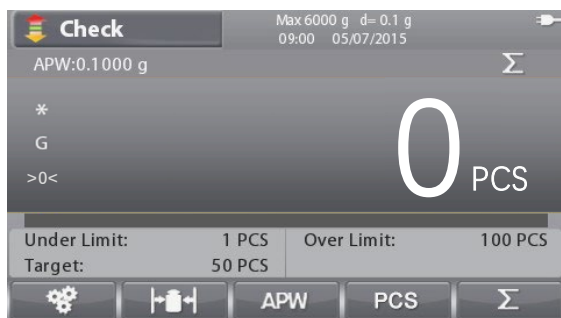 Check
Max 6000 g d= 0.1 g
09:00 05/07/2015
APW:0.1000 g
Σ
*
G
>0<
0 PCS
Under Limit: 1 PCS
Over Limit: 100 PCS
Target: 50 PCS
APW
PCS
Σ